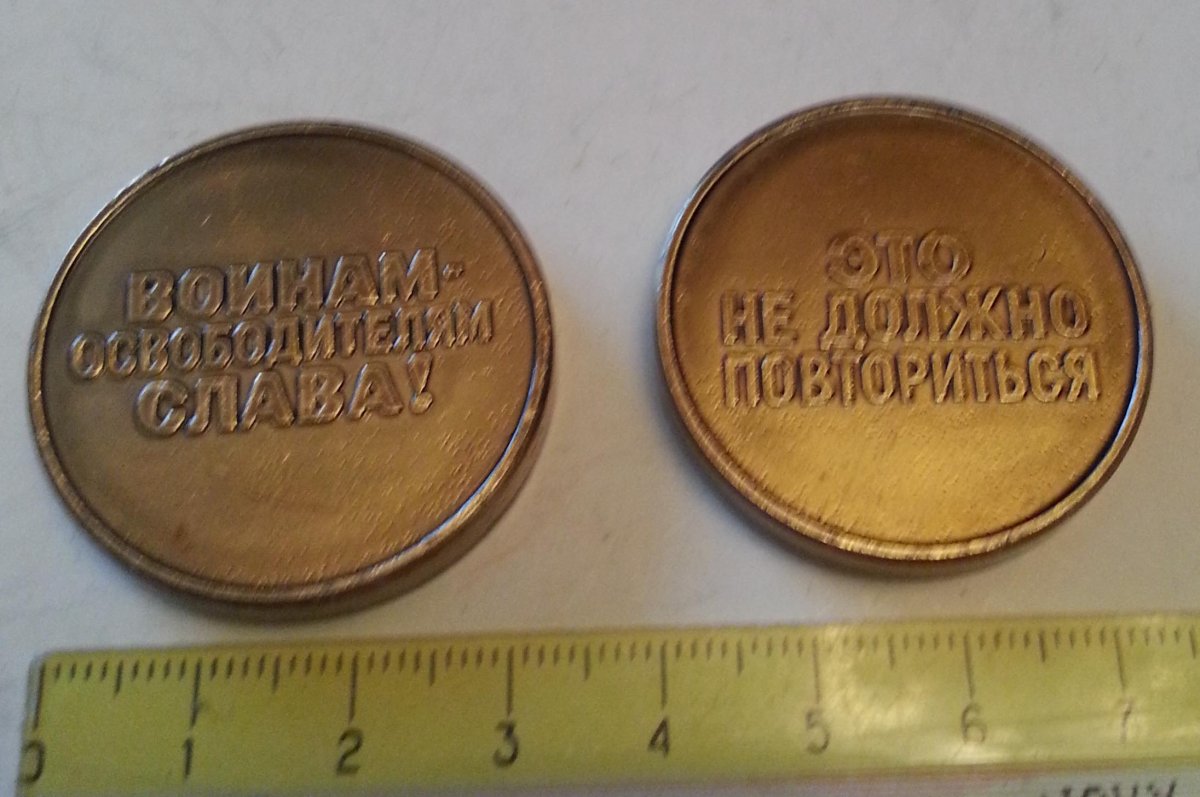 ВОИНАМ-
ОСВОБОДИТЕЛЯМ
СЛАВА!
ЭТО
НЕ ДОЛЖНО
ПОВТОРИТЬСЯ
0 1 2 3 4 5 6 7